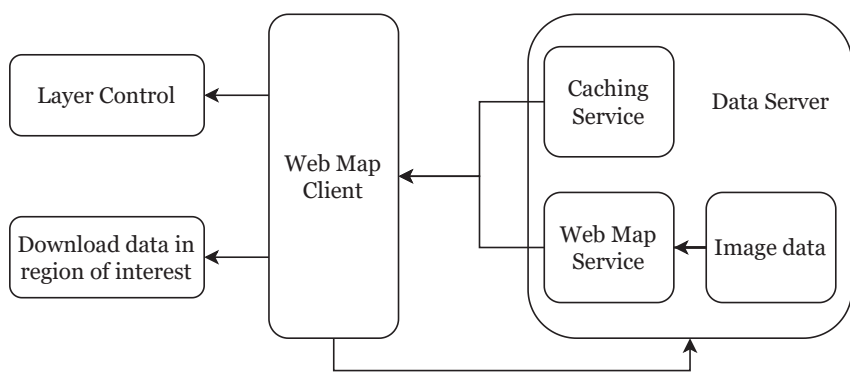 Layer Control
Download data in
region of interest
Web Map
Client
Caching
Service
Data Server
Web Map
Service
Image data